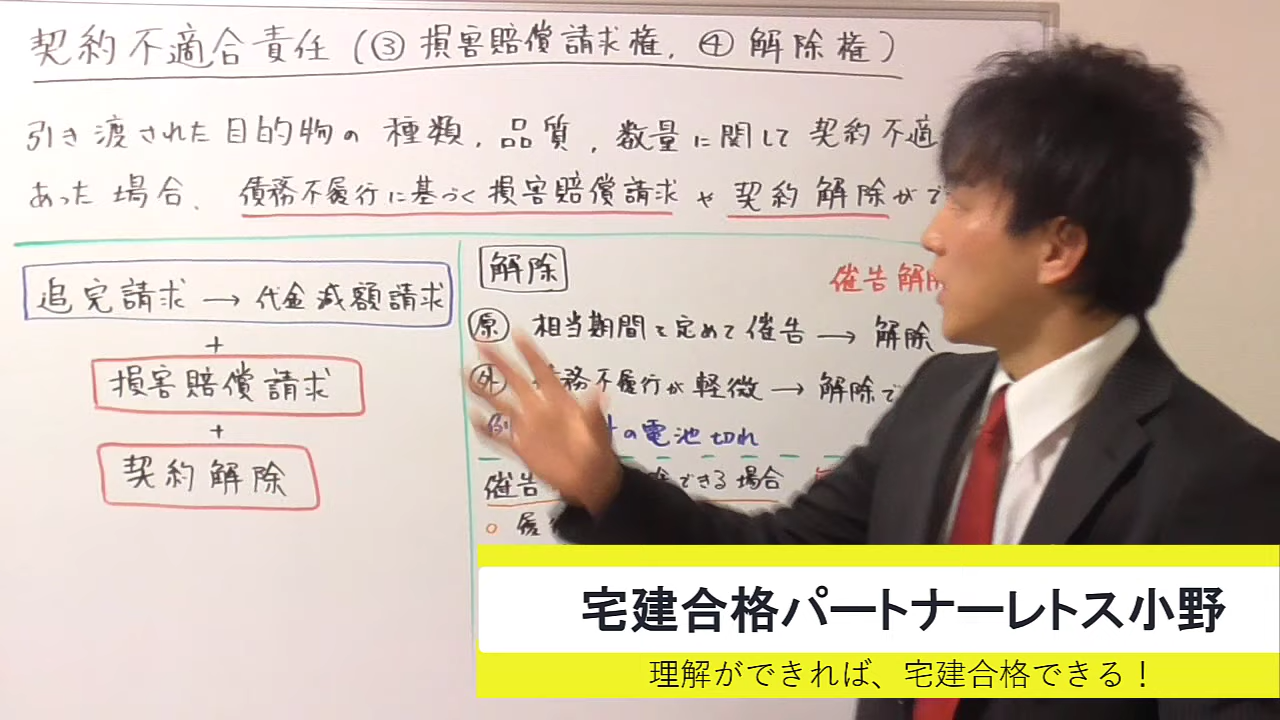 契約不適合責任(③損害賠償請求権,④解除権)
引き渡された目的物の種類,品質,数量に関して契約不適
あった場合、債務不履行に基づく損害賠償請求や契約解除がで
追完請求→代金減額請求
+
損害賠償請求
+
契約解除
解除
催告解除
原 相当期間を定めて催告→解除
外 債務不履行が軽微→解除で
例 の電池切れ
催告 できる場合
○ 履
宅建合格パートナーレトス小野
理解ができれば、宅建合格できる!